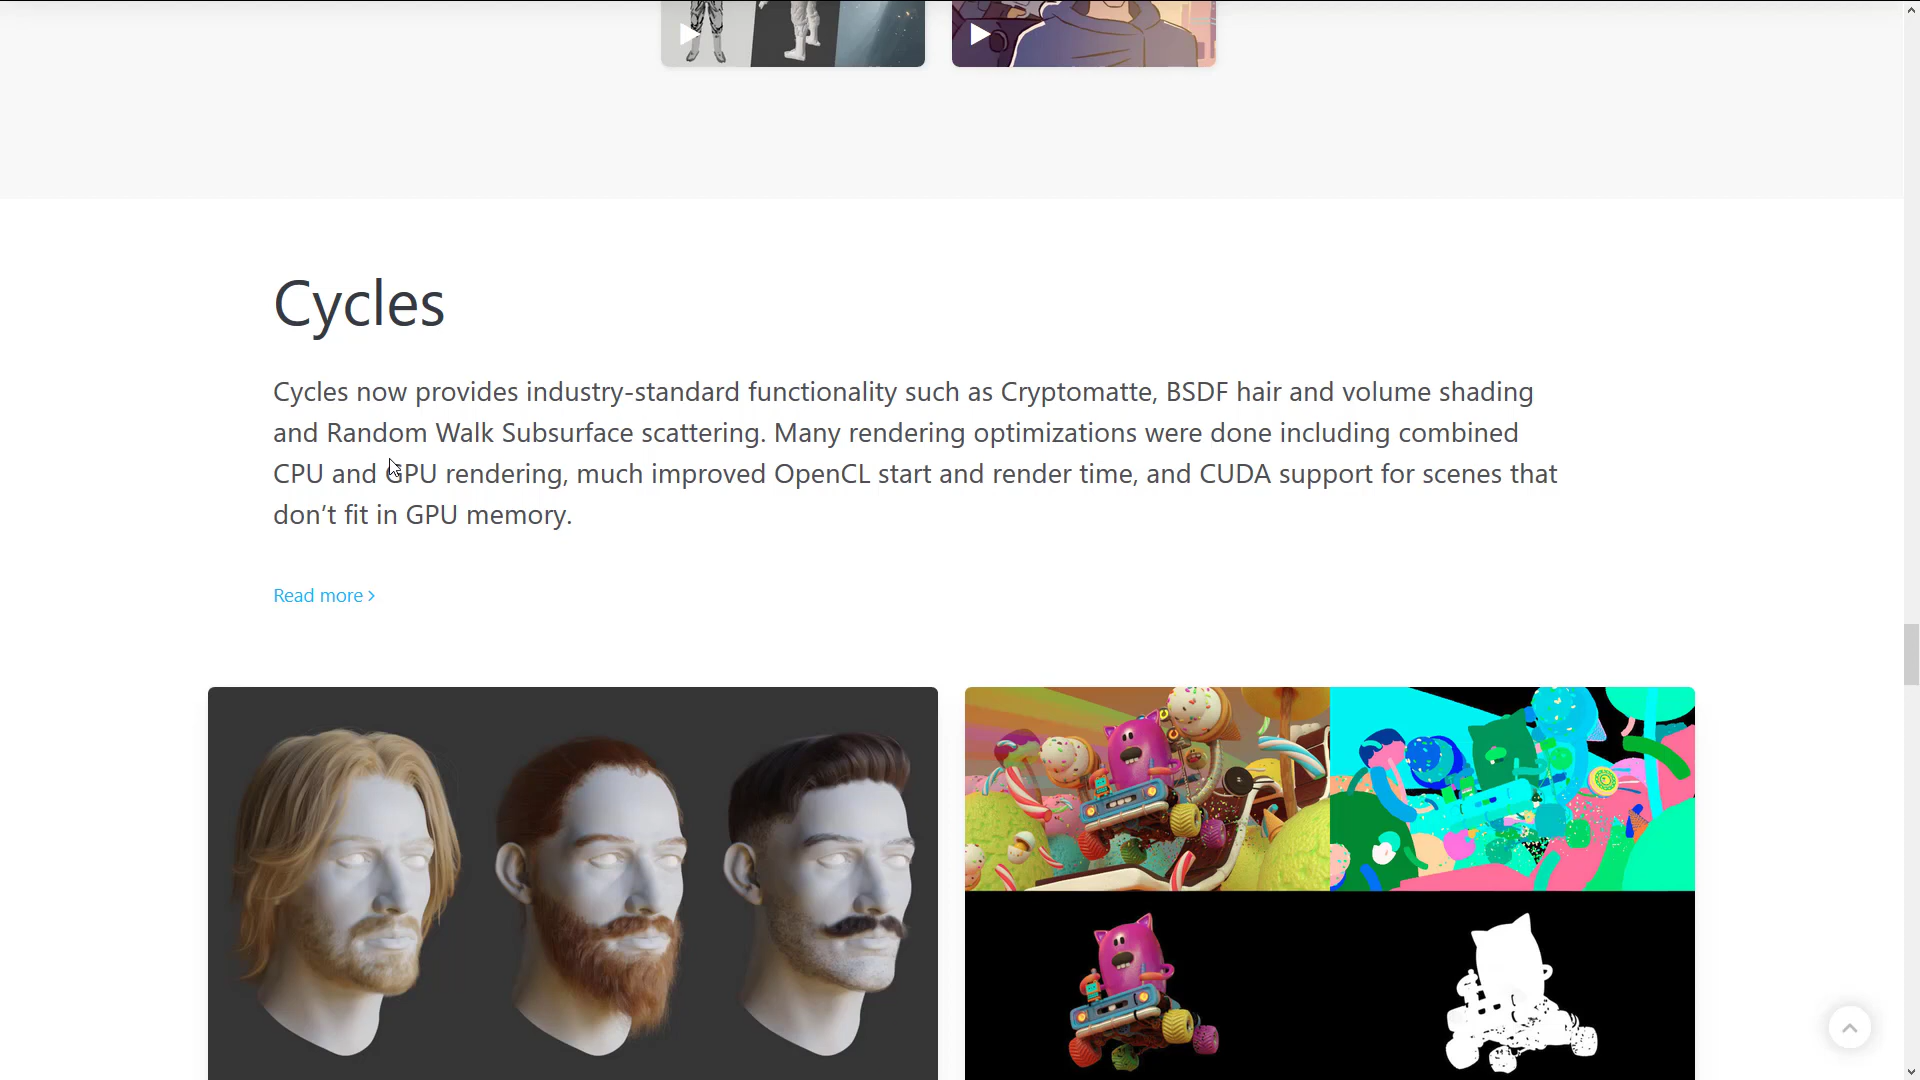 Cycles
Cycles now provides industry-standard functionality such as Cryptomatte, BSDF hair and volume shading
and Random Walk Subsurface scattering. Many rendering optimizations were done including combined
CPU and GPU rendering, much improved OpenCL start and render time, and CUDA support for scenes that
don’t fit in GPU memory.
Read more